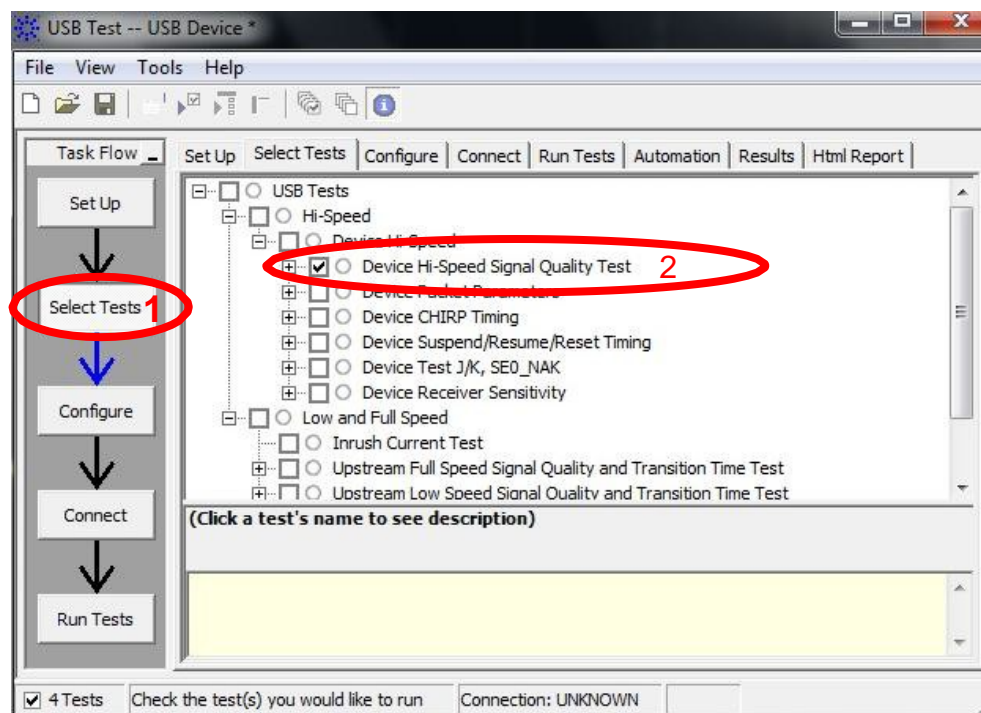 USB Test -- USB Device *
File View Tools Help
Task Flow
Set Up Select Tests Configure Connect Run Tests Automation Results Html Report
Set Up
Select Tests 1
Configure
Connect
Run Tests
USB Tests
Hi-Speed
Device Hi-Speed
Device Hi-Speed Signal Quality Test 2
Device Packet Parameters
Device CHIRP Timing
Device Suspend/Resume/Reset Timing
Device Test J/K, SE0_NAK
Device Receiver Sensitivity
Low and Full Speed
Inrush Current Test
Upstream Full Speed Signal Quality and Transition Time Test
Upstream Low Speed Signal Quality and Transition Time Test
(Click a test's name to see description)
4 Tests Check the test(s) you would like to run Connection: UNKNOWN